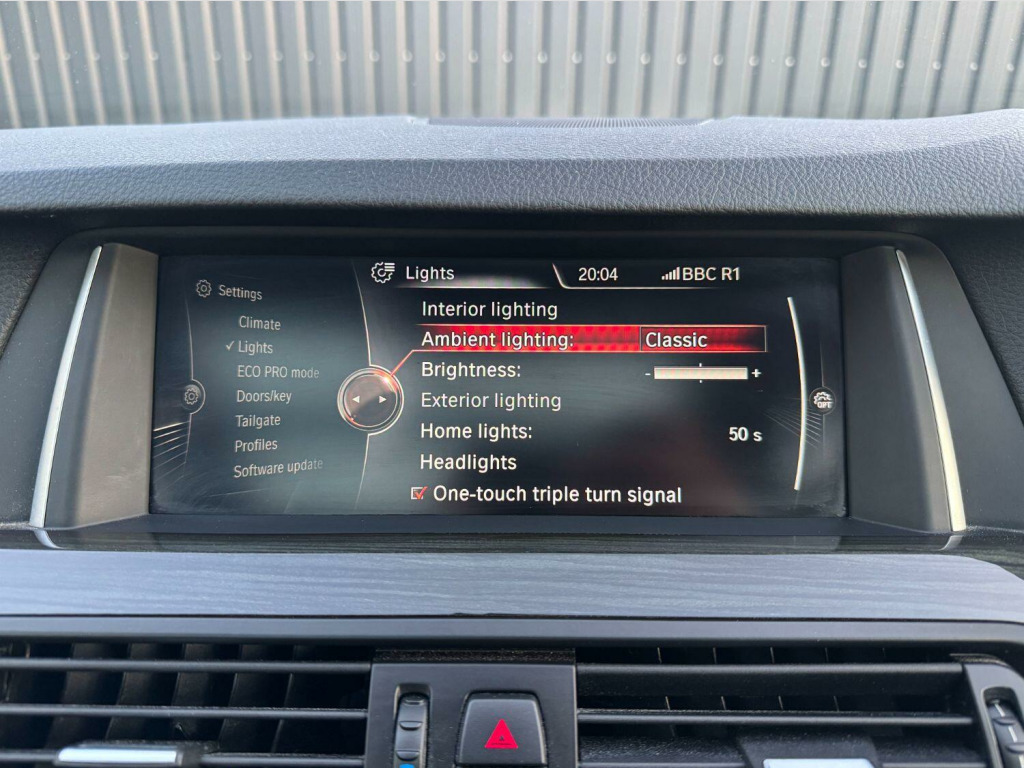 Settings
Climate
✓ Lights
ECO PRO mode
Doors/key
Tailgate
Profiles
Software update
Lights
20:04
BBC R1
Interior lighting
Ambient lighting: Classic
Brightness: - +
Exterior lighting
Home lights: 50 s
Headlights
One-touch triple turn signal
OPT